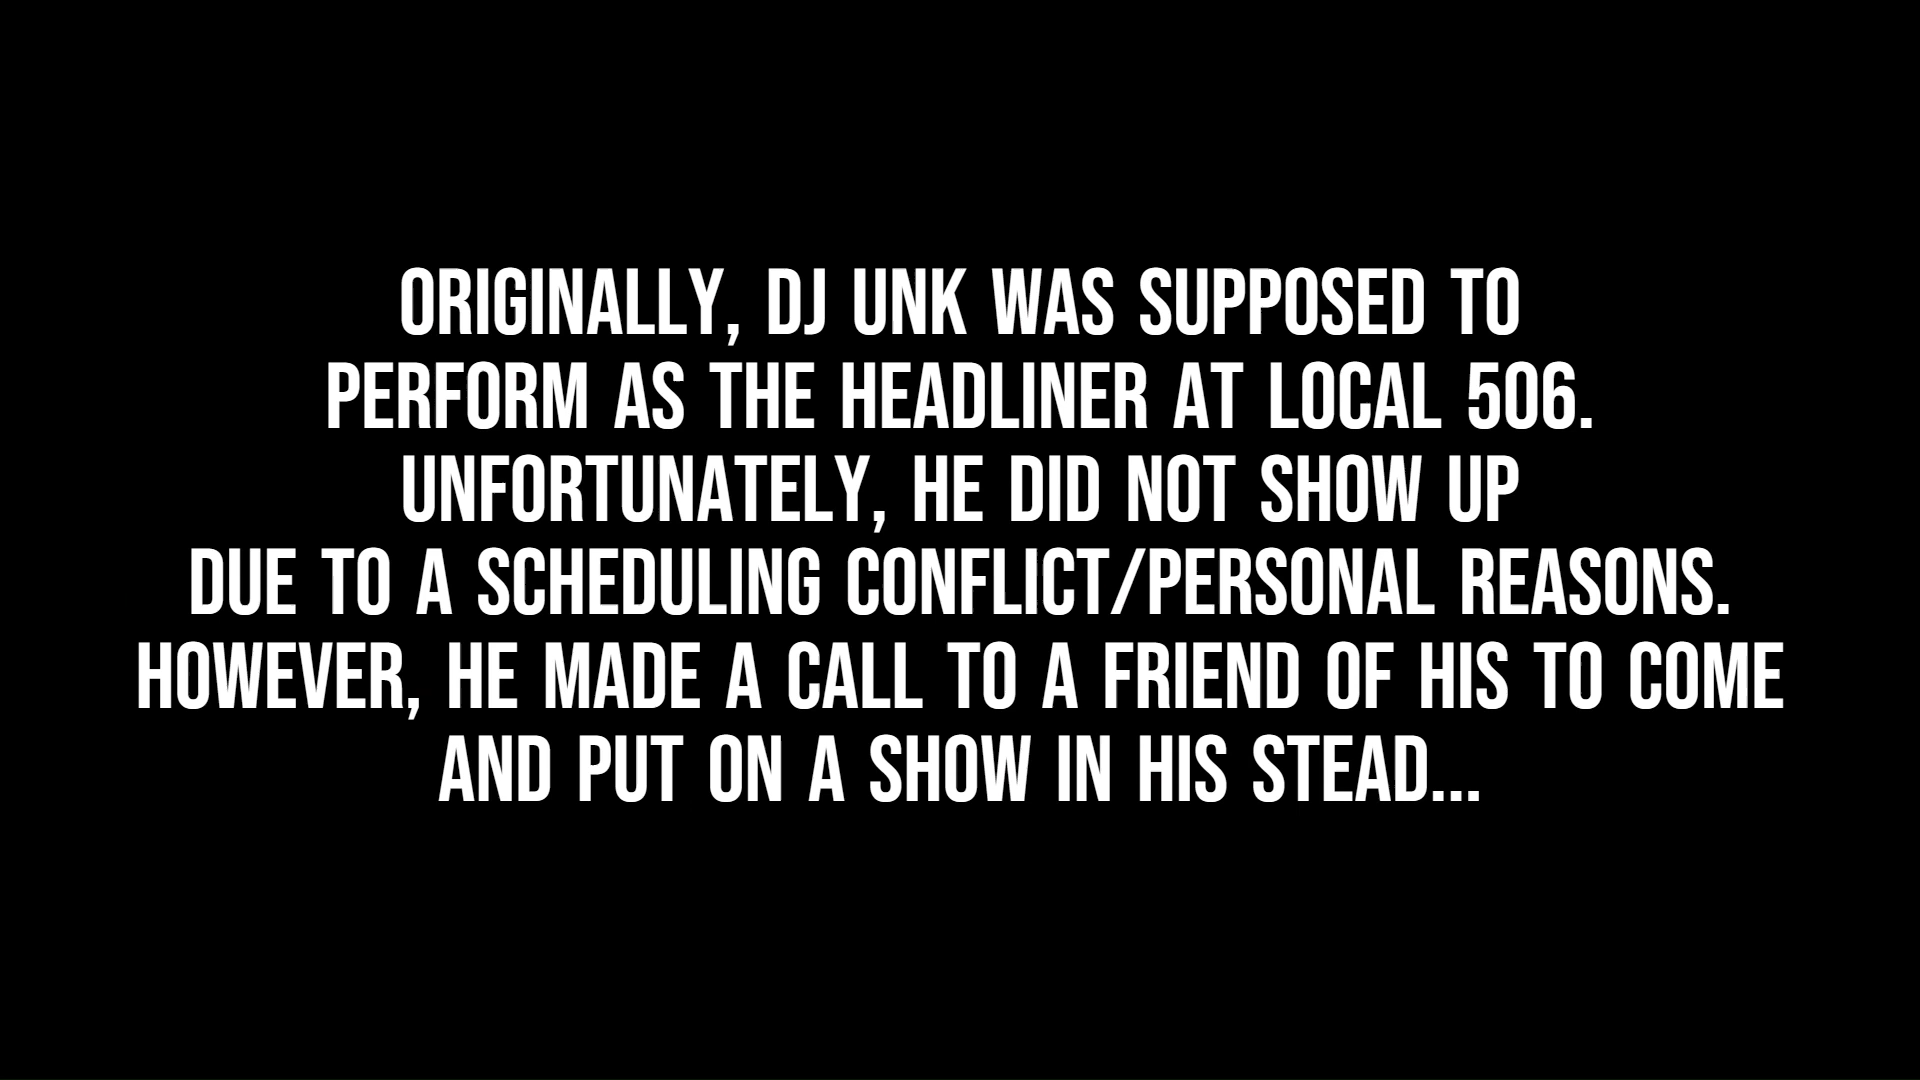 ORIGINALLY, DJ UNK WAS SUPPOSED TO
PERFORM AS THE HEADLINER AT LOCAL 506.
UNFORTUNATELY, HE DID NOT SHOW UP
DUE TO A SCHEDULING CONFLICT/PERSONAL REASONS.
HOWEVER, HE MADE A CALL TO A FRIEND OF HIS TO COME
AND PUT ON A SHOW IN HIS STEAD...